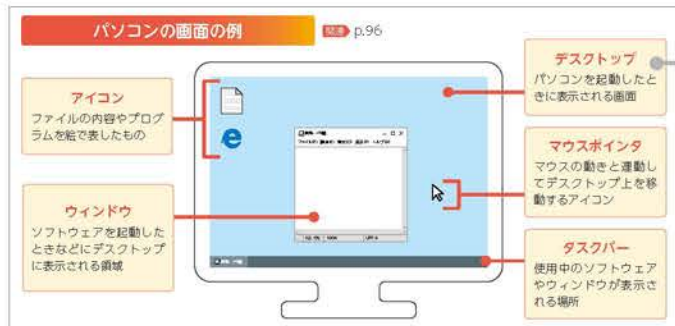 パソコンの画面の例
関連 p.96
アイコン
ファイルの内容やプログ
ラムを絵で表したもの
ウィンドウ
ソフトウェアを起動した
ときなどにデスクトップ
に表示される領域
デスクトップ
パソコンを起動したと
きに表示される画面
マウスポインタ
マウスの動きと連動し
てデスクトップ上を移
動するアイコン
タスクバー
使用中のソフトウェア
やウィンドウが表示さ
れる場所